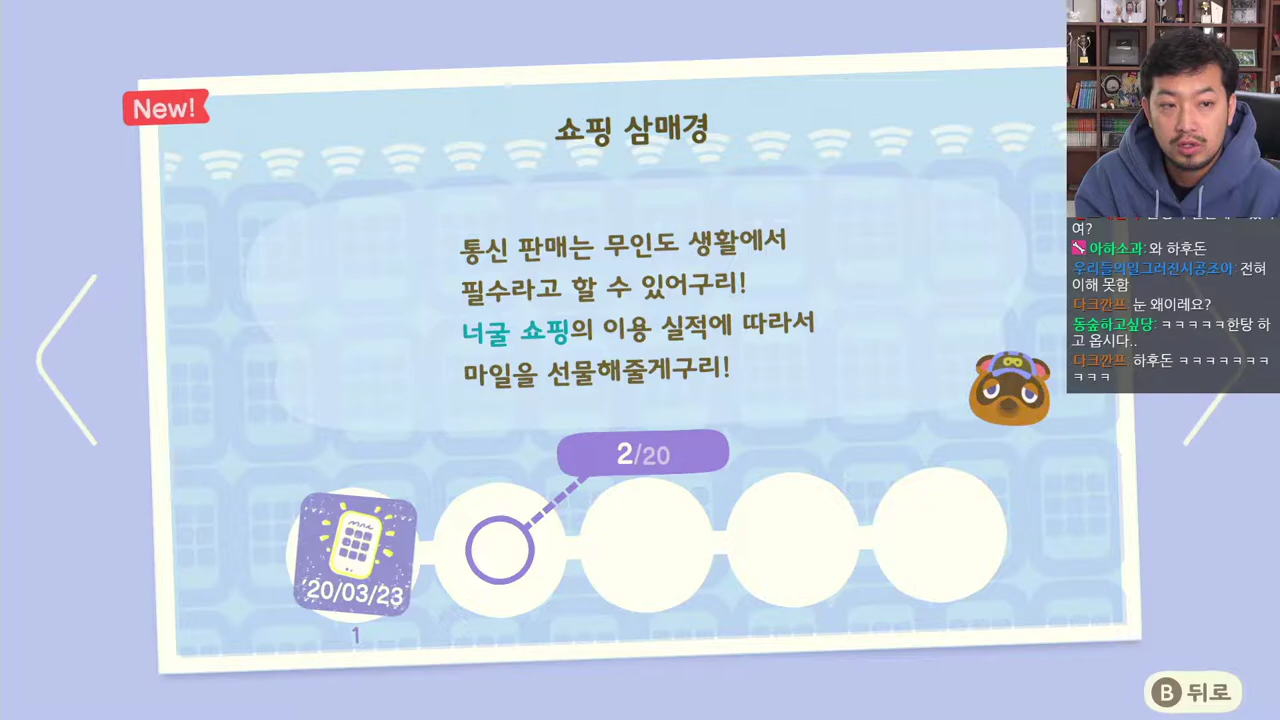 New!
쇼핑 삼매경
통신 판매는 무인도 생활에서
필수라고 할 수 있어구리!
너굴 쇼핑의 이용 실적에 따라서
마일을 선물해줄게구리!
2/20
20/03/23
1
B 뒤로
여?
아하소과: 와 하후돈
전혀
이해 못함
다크깐프: 눈 왜이레요?
동숲하고싶당: ㅋㅋㅋㅋㅋ한탕 하
고 옵시다..
다크깐프: 하후돈 ㅋㅋㅋㅋㅋㅋㅋ
ㅋㅋㅋ